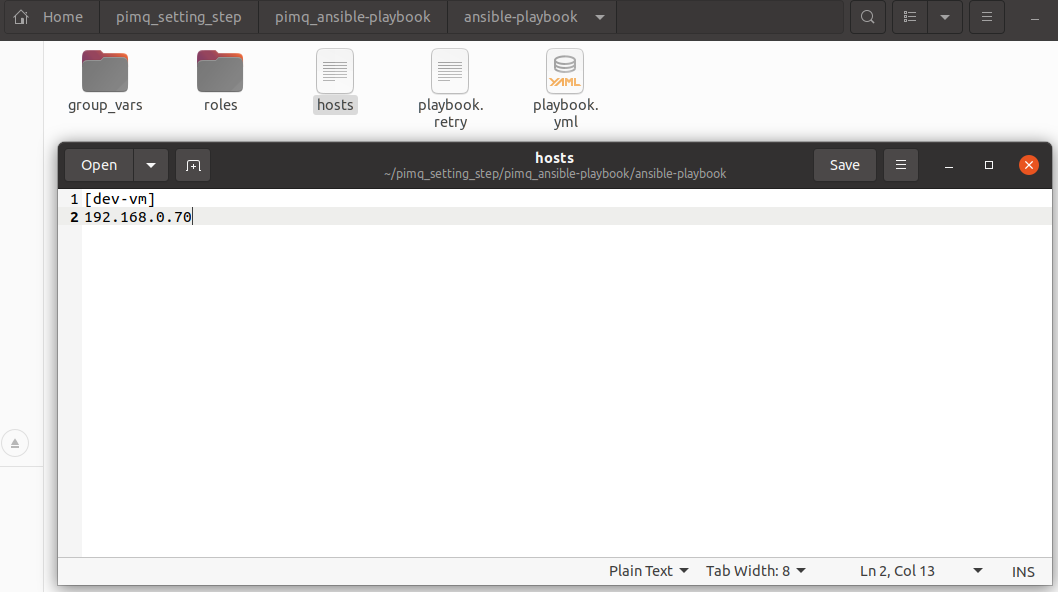 Home pimq_setting_step pimq_ansible-playbook ansible-playbook
group_vars
roles
hosts
playbook.
retry
YAML
playbook.
yml
Open
hosts
~/pimq_setting_step/pimq_ansible-playbook/ansible-playbook
Save
1 [dev-vm]
2 192.168.0.70
Plain Text Tab Width: 8 Ln 2, Col 13 INS